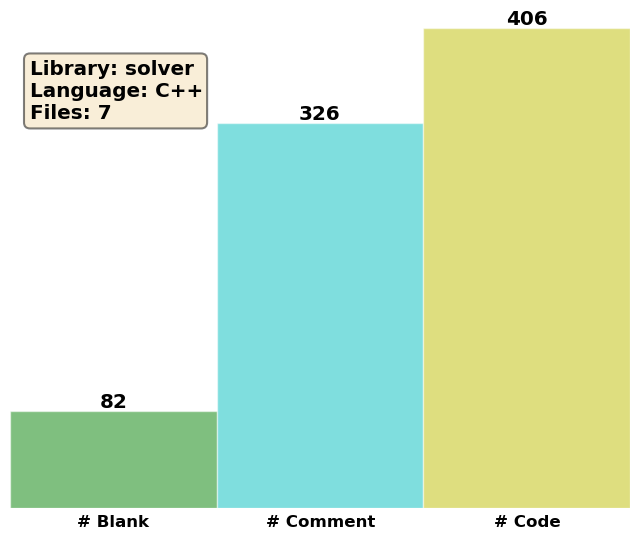 406
Library: solver
Language: C++
Files: 7
326
82
# Blank
# Comment
# Code